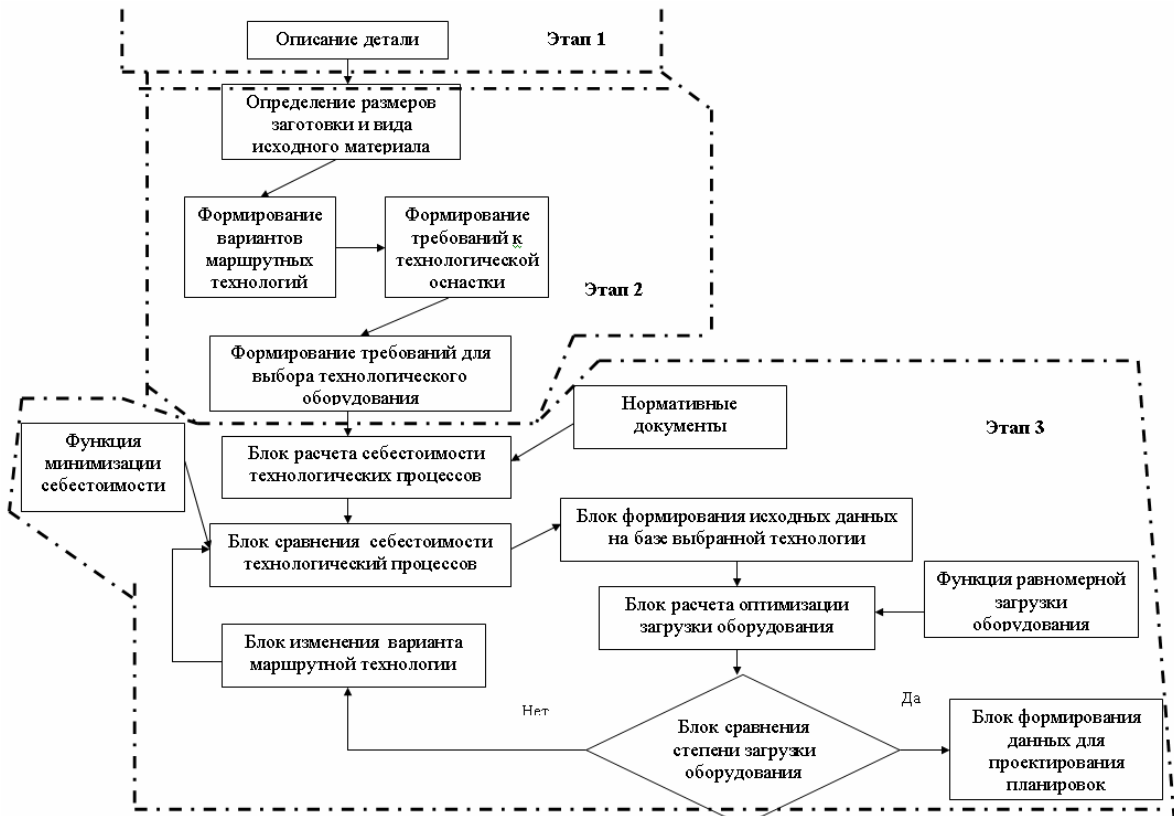 Описание детали
Этап 1
Определение размеров
заготовки и вида
исходного материала
Формирование
вариантов
маршрутных
технологий
Формирование
требований к
технологической
оснастки
Этап 2
Формирование требований для
выбора технологического
оборудования
Нормативные
документы
Этап 3
Функция
минимизации
себестоимости
Блок расчета себестоимости
технологических процессов
Блок сравнения себестоимости
технологический процессов
Блок формирования исходных данных
на базе выбранной технологии
Функция равномерной
загрузки
оборудования
Блок расчета оптимизации
загрузки оборудования
Блок изменения варианта
маршрутной технологии
Нет
Да
Блок сравнения
степени загрузки
оборудования
Блок формирования
данных для
проектирования
планировок